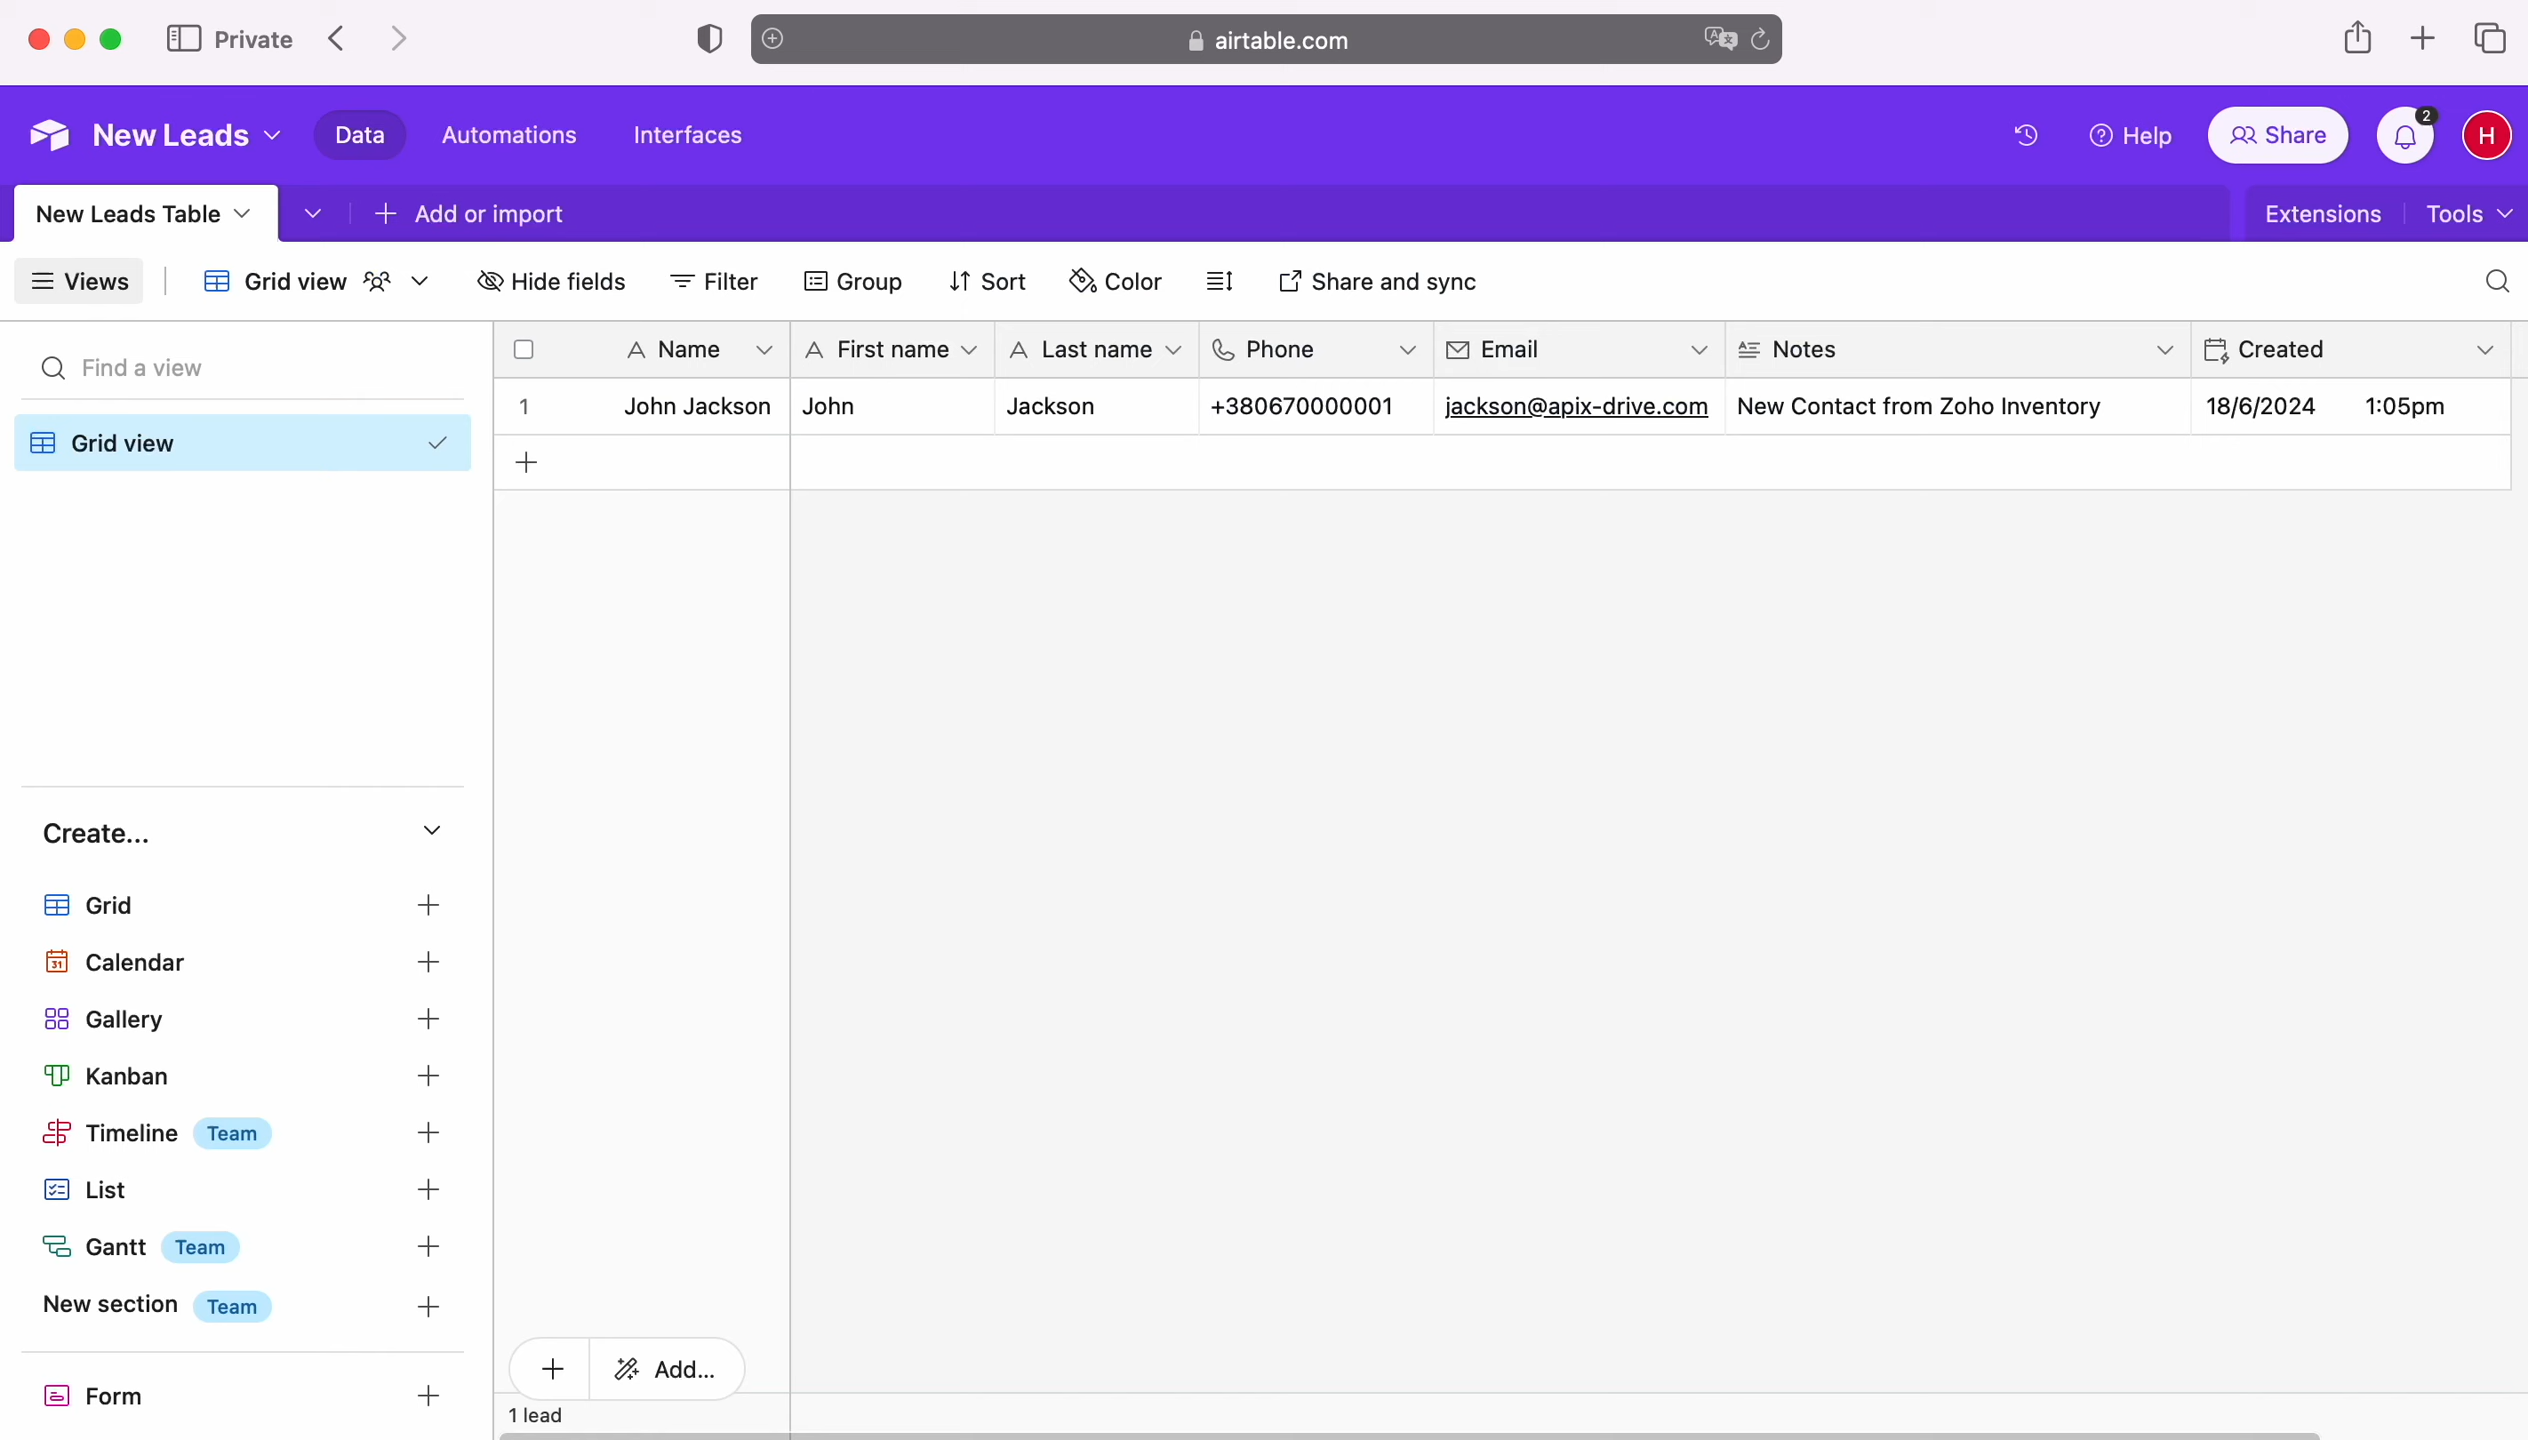 Private
airtable.com
New Leads
Data
Automations
Interfaces
Help
Share
2
H
New Leads Table
Add or import
Extensions
Tools
Views
Grid view
Hide fields
Filter
Group
Sort
Color
Share and sync
Find a view
Grid view
Name
First name
Last name
Phone
Email
Notes
Created
1
John Jackson
John
Jackson
+380670000001
jackson@apix-drive.com
New Contact from Zoho Inventory
18/6/2024 1:05pm
Create...
Grid
31
Calendar
Gallery
Kanban
Timeline Team
List
Gantt Team
New section Team
Form
Add...
1 lead